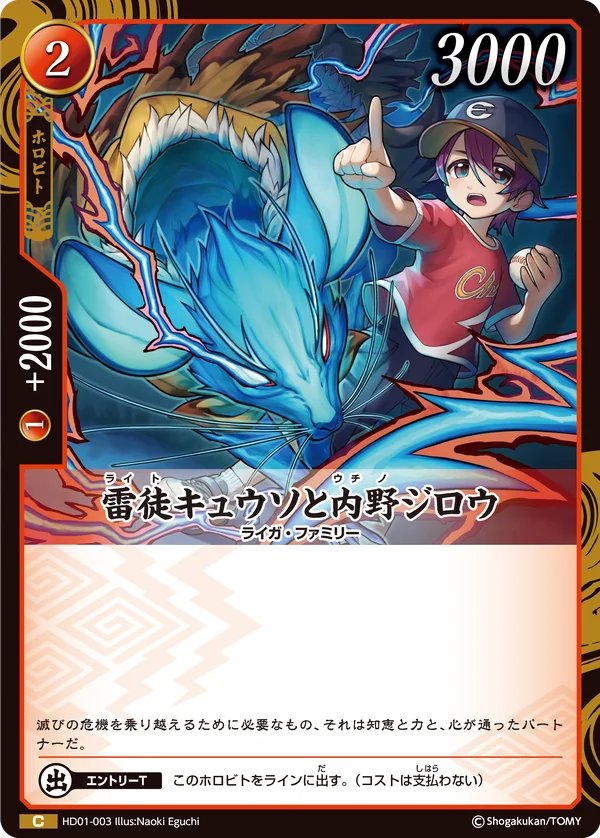 2
3000
ホロビト
+2000
1
ライト ウチノ
雷徒キュウソと内野ジロウ
ライガ・ファミリー
滅びの危機を乗り越えるために必要なもの、それは知恵と力と、心が通ったパート
ナーだ。
だ しはら
出 エントリーT このホロビトをラインに出す。（コストは支払わない）
C HD01-003 Illus:Naoki Eguchi ©Shogakukan/TOMY